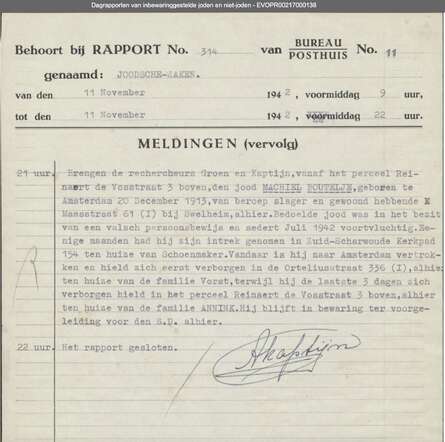 Dagrapporten van inbewaringgestelde joden en niet-joden - EVOPR00217000138
Behoort bij RAPPORT No. 314 van BUREAU POSTHUIS No. 11
genaamd: JOODSCHE-ZAKEN.
van den 11 November 1942, voormiddag 9 uur,
tot den 11 November 1942, voormiddag 22 uur.
MELDINGEN (vervolg)
21 uur. Brengen de rechercheurs Groen en Kaptijn, vanaf het perceel Rei-
naert de Vosstraat 3 boven, den jood MACHIEL POUTELJE, geboren te
Amsterdam 20 December 1913, van beroep slager en gewoond hebbende
Maasstraat 61 (I) bij Swelheim, alhier. Bedoelde jood was in het bezit
van een valsch persoonsbewijs en sedert Juli 1942 voortvluchtig. Ee-
nige maanden had hij zijn intrek genomen in Zuid-Scharwoude Kerkpad
154 ten huize van Schoenmaker. Vandaar is hij naar Amsterdam vertrok-
ken en hield zich eerst verborgen in de Orteliusstraat 336 (I), alhier
ten huize van de familie Vorst, terwijl hij de laatste 3 dagen zich
verborgen hield in het perceel Reinaert de Vosstraat 3 boven, alhier
ten huize van de familie ANNINK. Hij blijft in bewaring ter voorge-
leiding voor den S.D. alhier.
22 uur. Het rapport gesloten.
AKaptijn